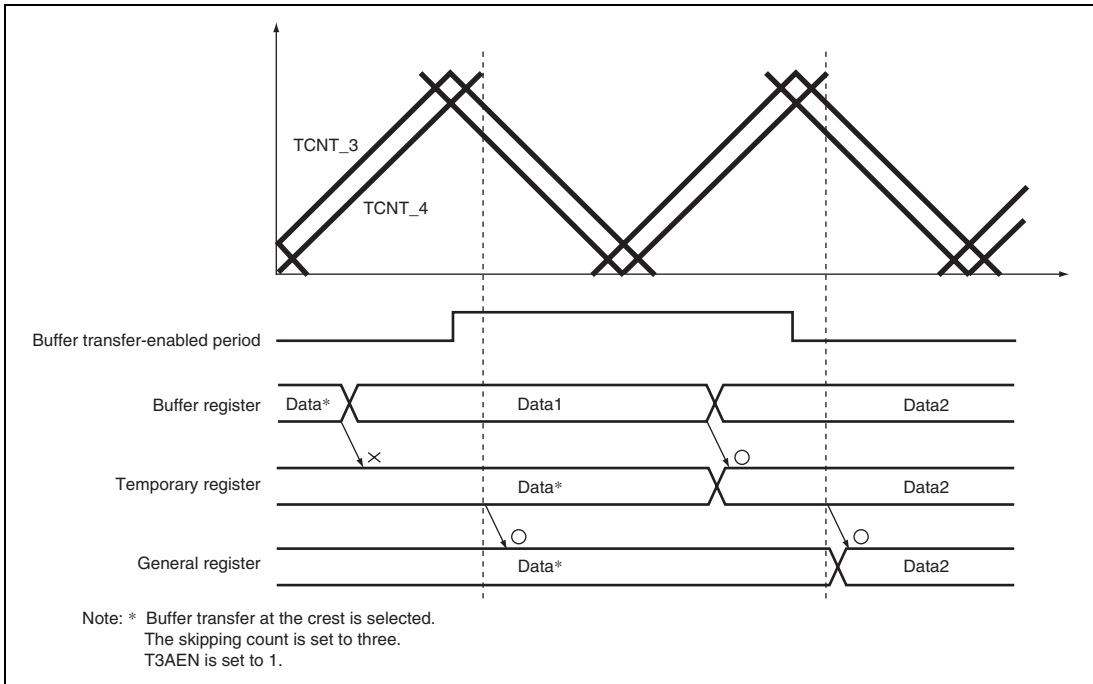 TCNT_3
TCNT_4
Buffer transfer-enabled period
Buffer register
Data*
Data1
Data2
Temporary register
Data*
Data2
General register
Data*
Data2
Note: * Buffer transfer at the crest is selected.
The skipping count is set to three.
T3AEN is set to 1.